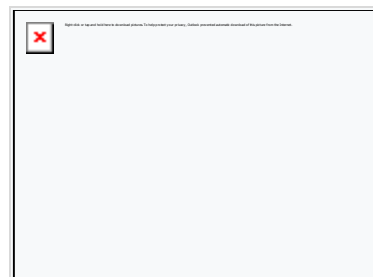 Right-click or tap and hold here to download pictures. To help protect your privacy, Outlook prevented automatic download of this picture from the Internet.